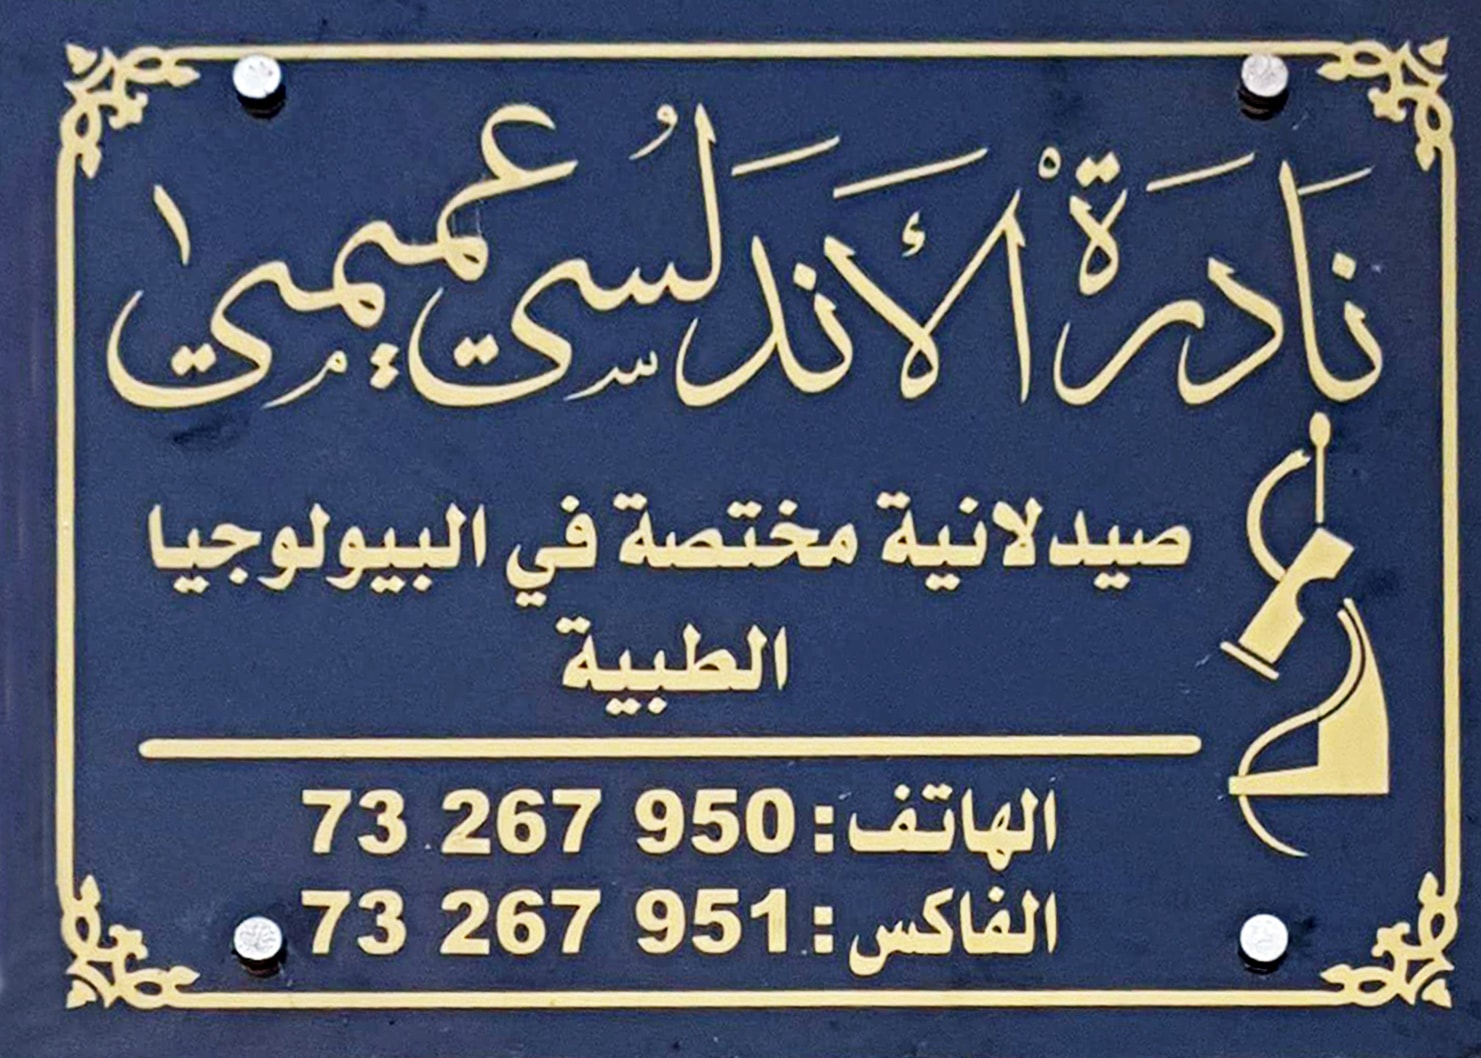 نادرة الأندلسي عميمي
صيدلانية مختصة في البيولوجيا
الطبية
الهاتف: 73 267 950
الفاكس: 73 267 951